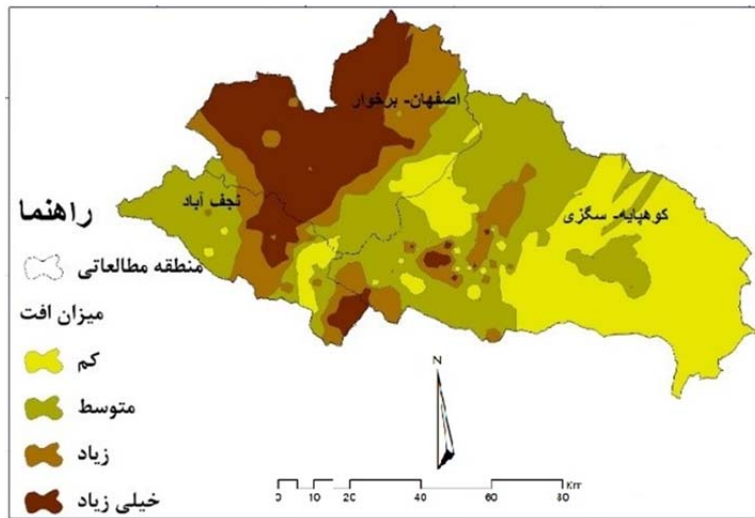 اصفهان- برخوار
نجف آباد
کوهپایه- سگزی
راهنما
منطقه مطالعاتی
میزان افت
کم
متوسط
زیاد
خیلی زیاد
N
0 10 20 40 60 80 Km